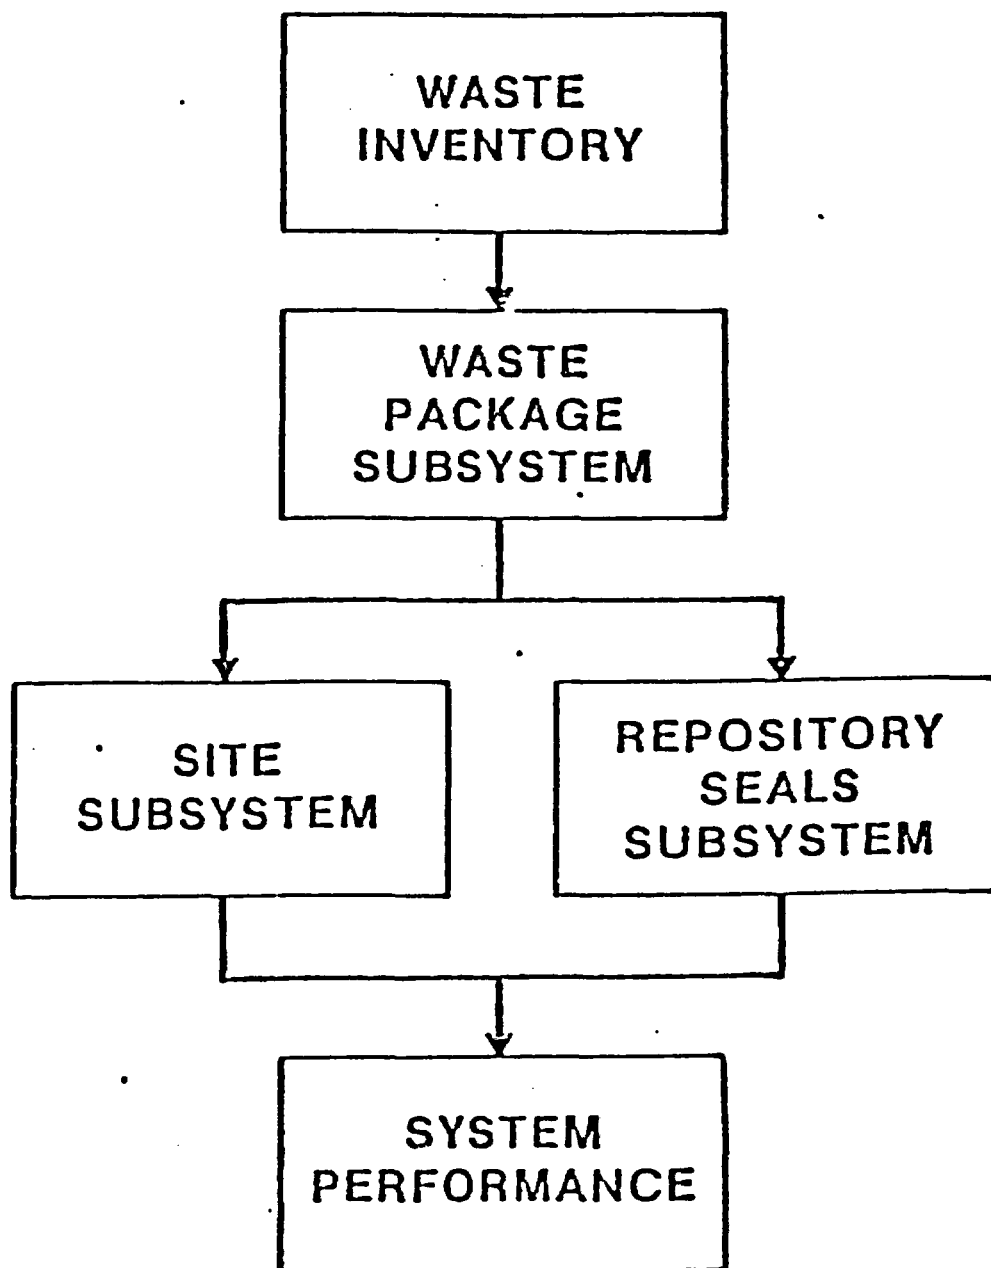 WASTE
INVENTORY
WASTE
PACKAGE
SUBSYSTEM
SITE
SUBSYSTEM
REPOSITORY
SEALS
SUBSYSTEM
SYSTEM
PERFORMANCE